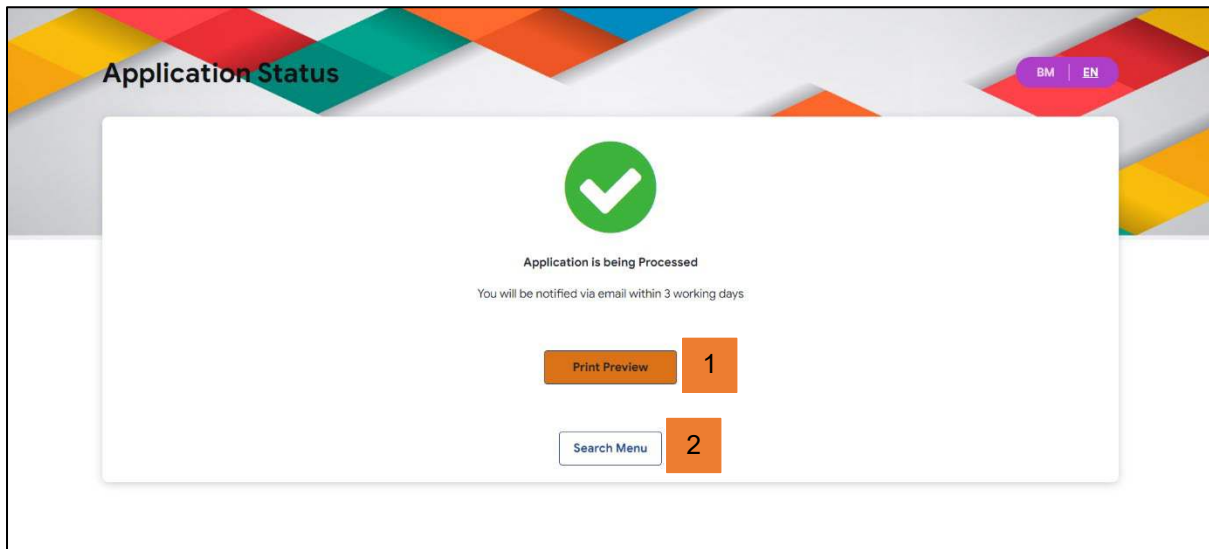 Application Status
BM | EN
Application is being Processed
You will be notified via email within 3 working days
Print Preview
1
Search Menu
2